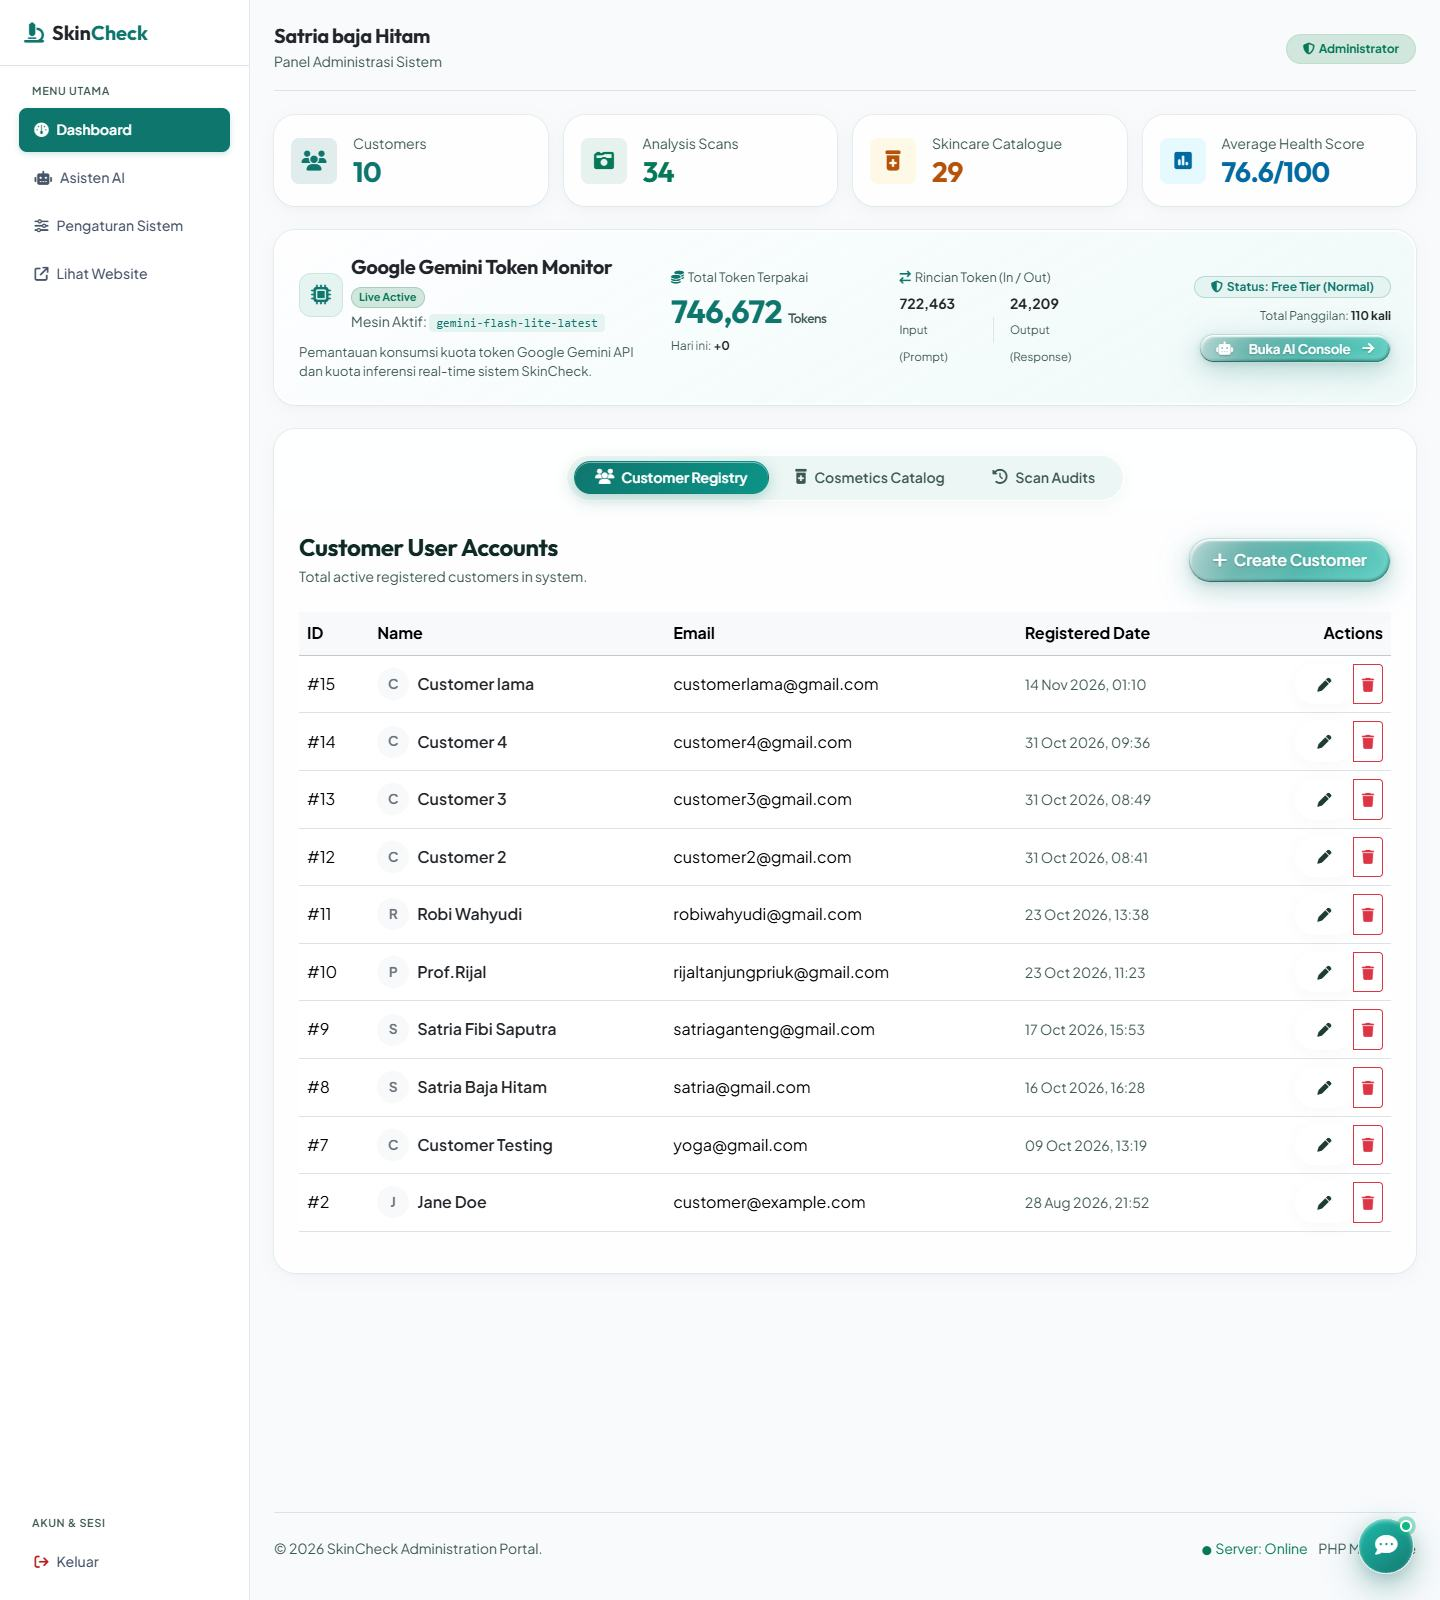 SkinCheck
MENU UTAMA
Dashboard
Asisten AI
Pengaturan Sistem
Lihat Website
Satria baja Hitam
Panel Administrasi Sistem
Administrator
Customers
10
Analysis Scans
34
Skincare Catalogue
29
Average Health Score
76.6/100
Google Gemini Token Monitor
Live Active
Mesin Aktif: gemini-flash-lite-latest
Pemantauan konsumsi kuota token Google Gemini API
dan kuota inferensi real-time sistem SkinCheck.
Total Token Terpakai
746,672 Tokens
Hari ini: +0
Rincian Token (In / Out)
722,463
Input
(Prompt)
24,209
Output
(Response)
Status: Free Tier (Normal)
Total Panggilan: 110 kali
Buka AI Console
Customer Registry
Cosmetics Catalog
Scan Audits
Customer User Accounts
Total active registered customers in system.
Create Customer
ID Name Email Registered Date Actions
#15 C Customer lama customerlama@gmail.com 14 Nov 2026, 01:10
#14 C Customer 4 customer4@gmail.com 31 Oct 2026, 09:36
#13 C Customer 3 customer3@gmail.com 31 Oct 2026, 08:49
#12 C Customer 2 customer2@gmail.com 31 Oct 2026, 08:41
#11 R Robi Wahyudi robiwahyudi@gmail.com 23 Oct 2026, 13:38
#10 P Prof.Rijal rijaltanjungpriuk@gmail.com 23 Oct 2026, 11:23
#9 S Satria Fibi Saputra satriaganteng@gmail.com 17 Oct 2026, 15:53
#8 S Satria Baja Hitam satria@gmail.com 16 Oct 2026, 16:28
#7 C Customer Testing yoga@gmail.com 09 Oct 2026, 13:19
#2 J Jane Doe customer@example.com 28 Aug 2026, 21:52
AKUN & SESI
Keluar
© 2026 SkinCheck Administration Portal.
Server: Online PHP